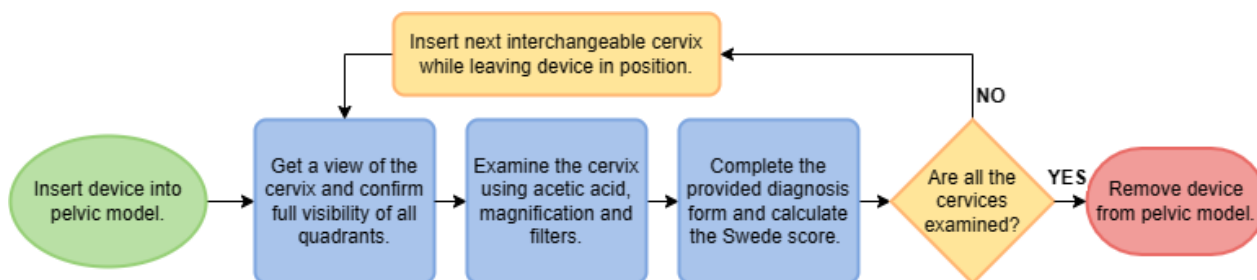 Insert next interchangeable cervix
while leaving device in position.
NO
Insert device into
pelvic model.
Get a view of the
cervix and confirm
full visibility of all
quadrants.
Examine the cervix
using acetic acid,
magnification and
filters.
Complete the
provided diagnosis
form and calculate
the Swede score.
Are all the
cervices
examined?
YES
Remove device
from pelvic model.